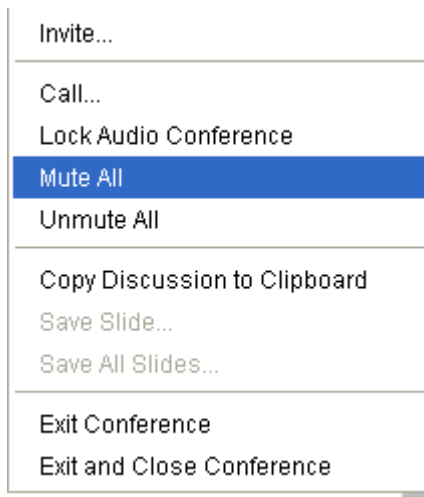 Invite...
Call...
Lock Audio Conference
Mute All
Unmute All
Copy Discussion to Clipboard
Save Slide...
Save All Slides...
Exit Conference
Exit and Close Conference